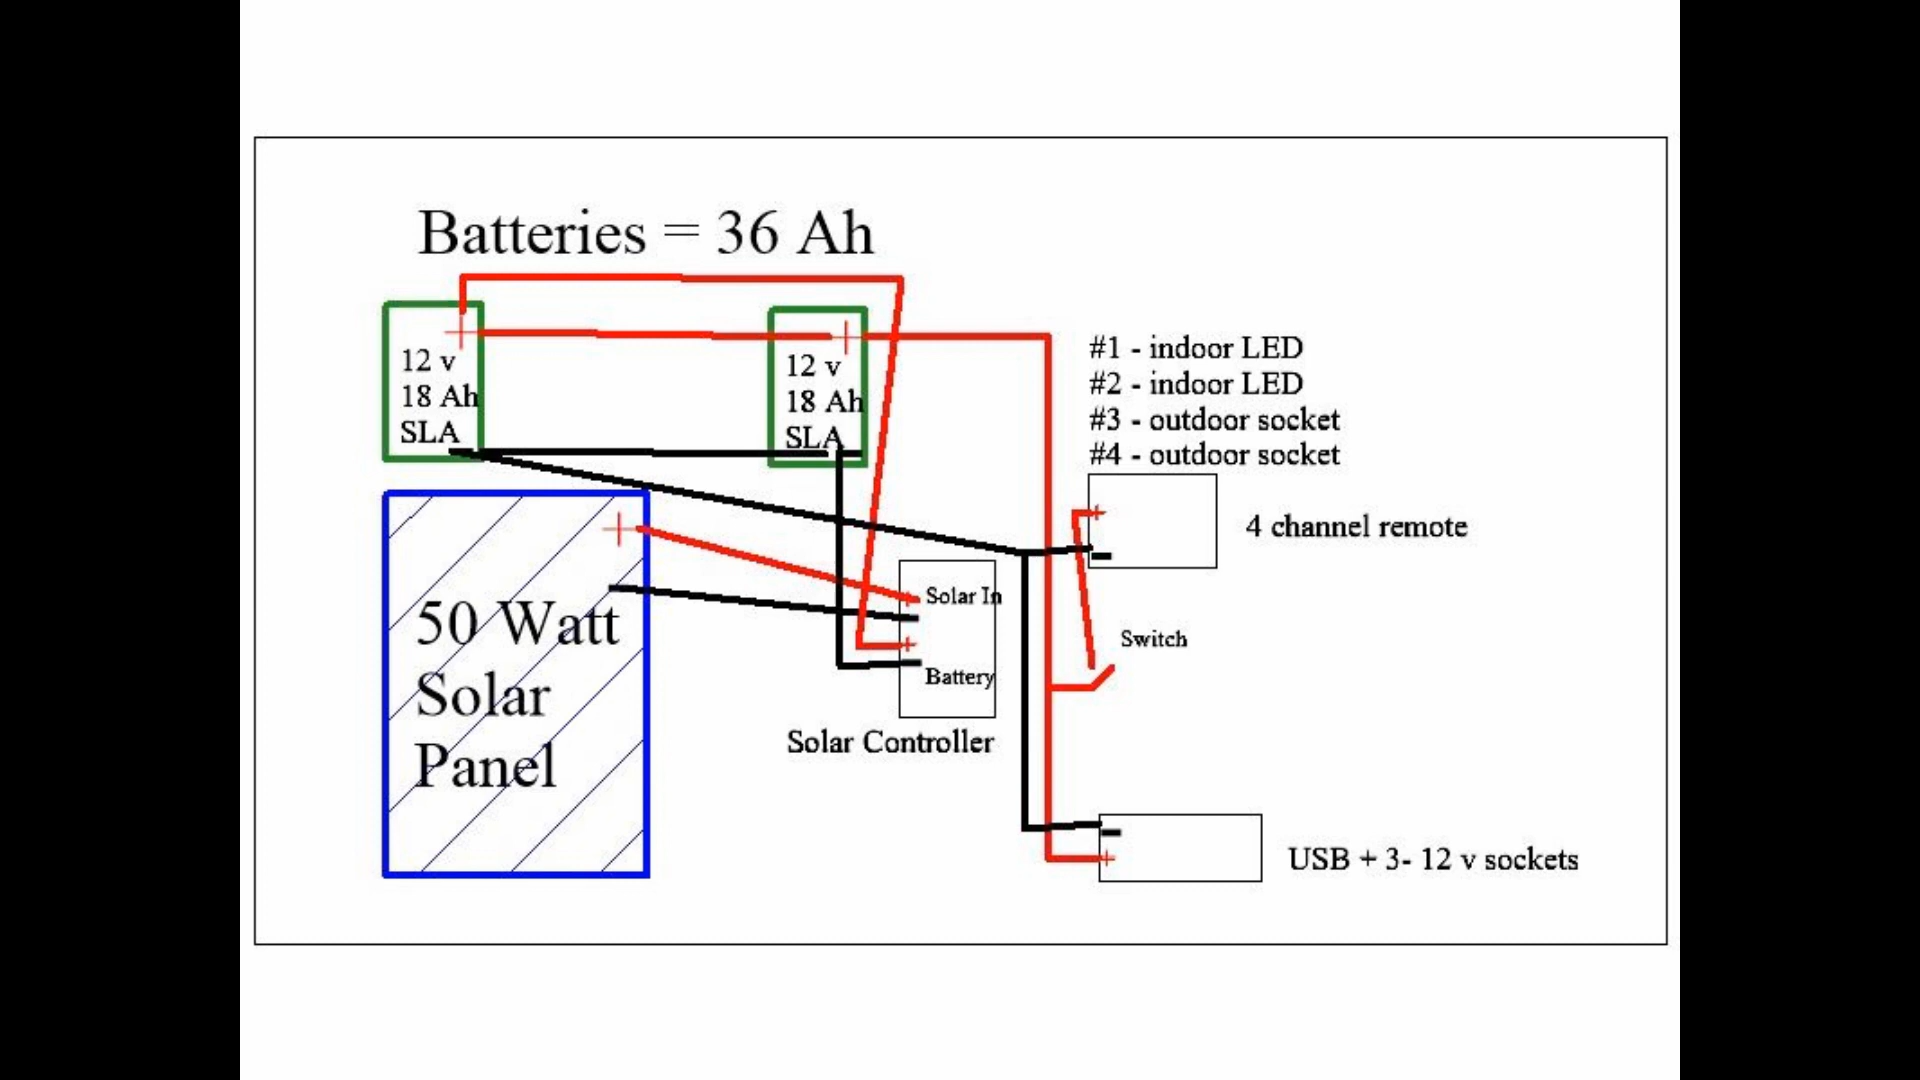 Batteries = 36 Ah
12 v
18 Ah
SLA
12 v
18 Ah
SLA
#1 - indoor LED
#2 - indoor LED
#3 - outdoor socket
#4 - outdoor socket
4 channel remote
50 Watt
Solar
Panel
Solar In
Battery
Solar Controller
Switch
USB + 3- 12 v sockets